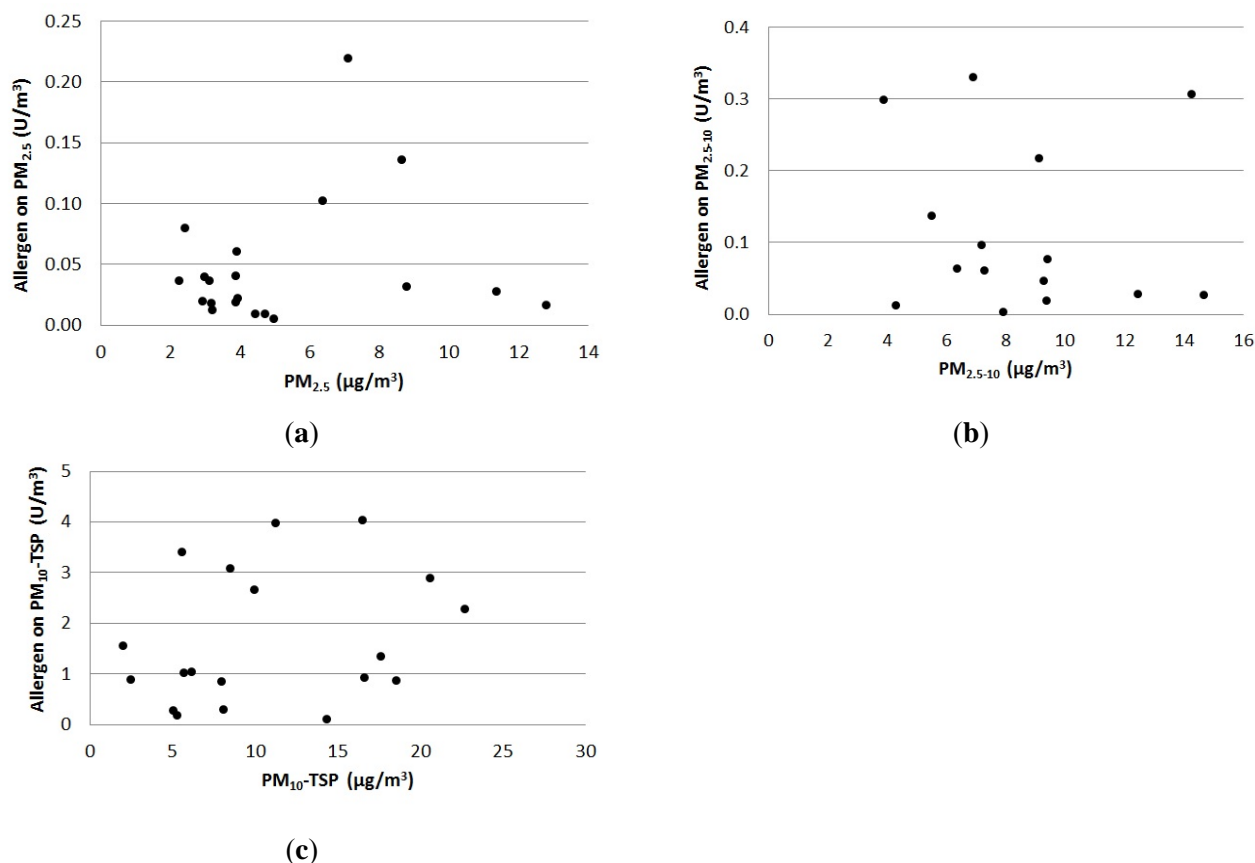 0.25
0.20
0.15
0.10
0.05
0.00
Allergen on PM2.5 (U/m³)
0 2 4 6 8 10 12 14
PM2.5 (µg/m³)
(a)
0.4
0.3
0.2
0.1
0.0
Allergen on PM2.5-10 (U/m³)
0 2 4 6 8 10 12 14 16
PM2.5-10 (µg/m³)
(b)
5
4
3
2
1
0
Allergen on PM10-TSP (U/m³)
0 5 10 15 20 25 30
PM10-TSP (µg/m³)
(c)